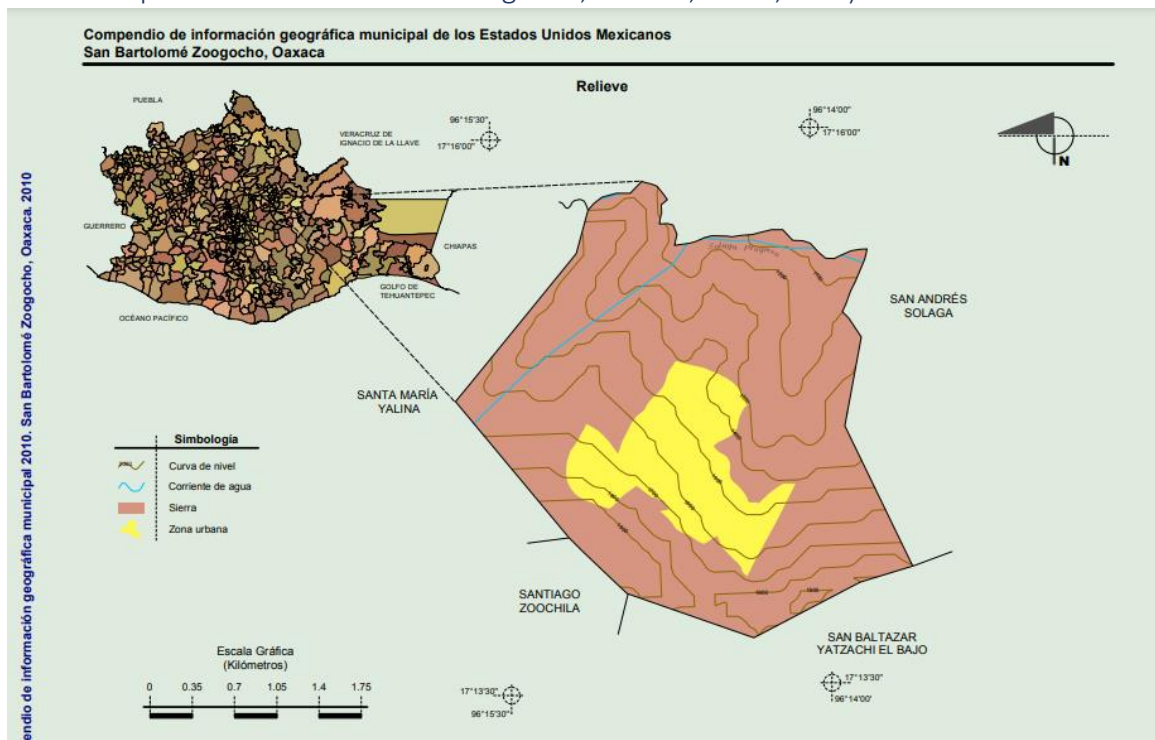 Compendio de información geográfica municipal de los Estados Unidos Mexicanos
San Bartolomé Zoogocho, Oaxaca
Relieve
PUEBLA
VERACRUZ DE
IGNACIO DE LA LLAVE
GUERRERO
CHIAPAS
GOLFO DE
TEHUANTEPEC
OCÉANO PACÍFICO
96°15'30"
17°16'00"
96°14'00"
17°16'00"
N
SAN ANDRÉS
SOLAGA
SANTA MARÍA
YALINA
Simbología
Curva de nivel
Corriente de agua
Sierra
Zona urbana
SANTIAGO
ZOOCHILA
SAN BALTAZAR
YATZACHI EL BAJO
Escala Gráfica
(Kilómetros)
0 0.35 0.7 1.05 1.4 1.75
17°13'30"
96°15'30"
17°13'30"
96°14'00'
endio de información geográfica municipal 2010. San Bartolomé Zoogocho, Oaxaca. 2010